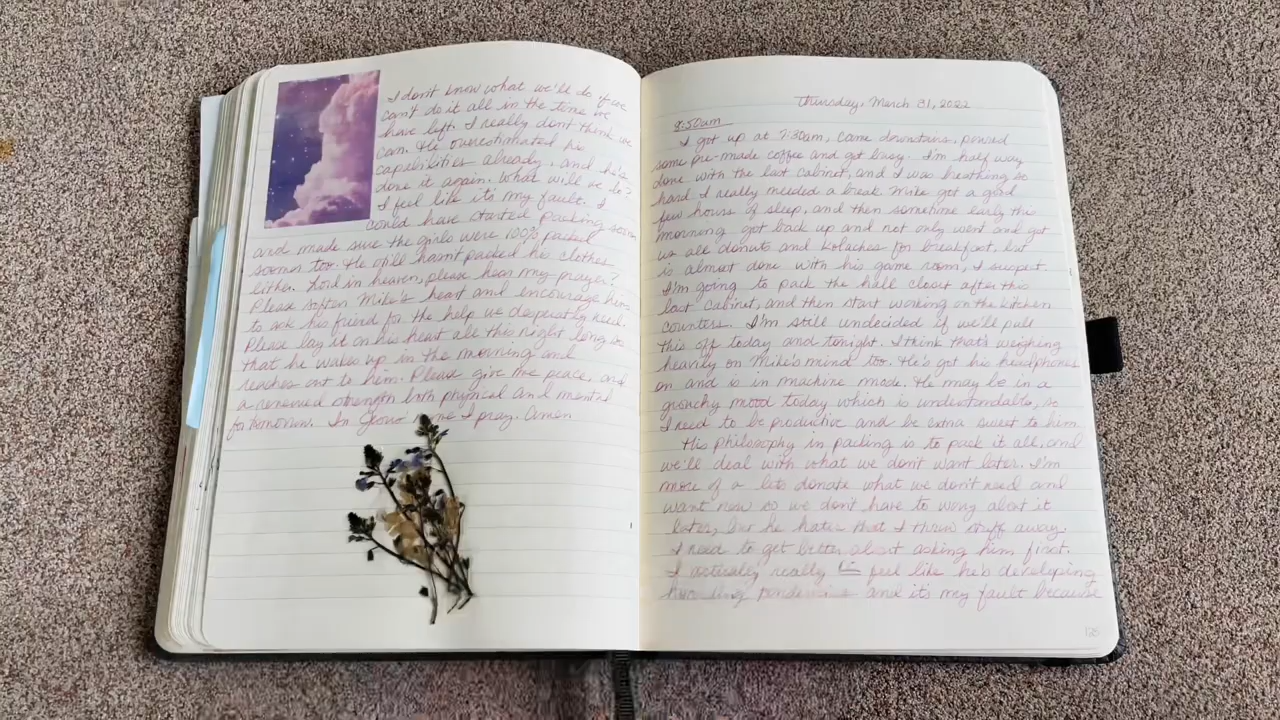 I don't know what we'll do if we
can't do it all in the time we
have left. I really don't think we
can. He overestimated his
capabilities already, and he's
done it again. What will we do?
I feel like it's my fault. I
could have started packing sooner
and made sure the girls were 100% packed
sooner too. He still hasn't packed his clothes
either. Lord in heaven, please hear my prayer?
Please soften Mike's heart and encourage him
to ask his friend for the help we desperately need.
Please lay it on his heart all this night long so
that he wakes up in the morning and
reaches out to him. Please give me peace, and
a renewed strength both physical and mental
for tomorrow. In Jesus' name I pray. Amen
Thursday, March 31, 2022
8:50am
I got up at 7:30am, came downstairs, poured
some pre-made coffee and got busy. I'm half way
done with the last cabinet, and I was breathing so
hard I really needed a break. Mike got a good
few hours of sleep, and then sometime early this
morning got back up and not only went and got
us all donuts and kolaches for breakfast, but
is almost done with his game room, I suspect.
I'm going to pack the hall closet after this
last cabinet, and then start working on the kitchen
counters. I'm still undecided if we'll pull
this off today and tonight. I think that's weighing
heavily on Mike's mind too. He's got his headphones
on and is in machine mode. He may be in a
grouchy mood today which is understandable, so
I need to be productive and be extra sweet to him.
His philosophy in packing is to pack it all, and
we'll deal with what we don't want later. I'm
more of a lets donate what we don't need and
want now so we don't have to worry about it
later, but he hates that I throw stuff away.
I need to get better about asking him first.
I actually really feel like he's developing
and it's my fault because